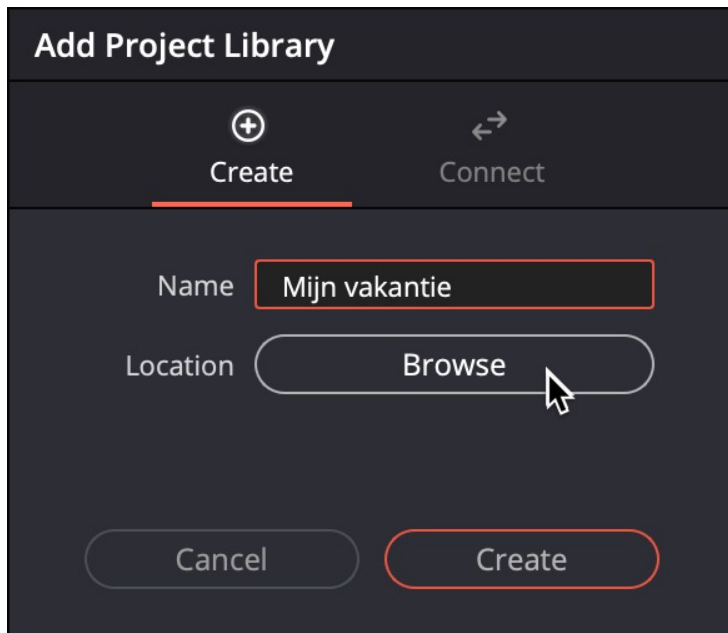 Add Project Library
Create
Connect
Name
Mijn vakantie
Location
Browse
Cancel
Create